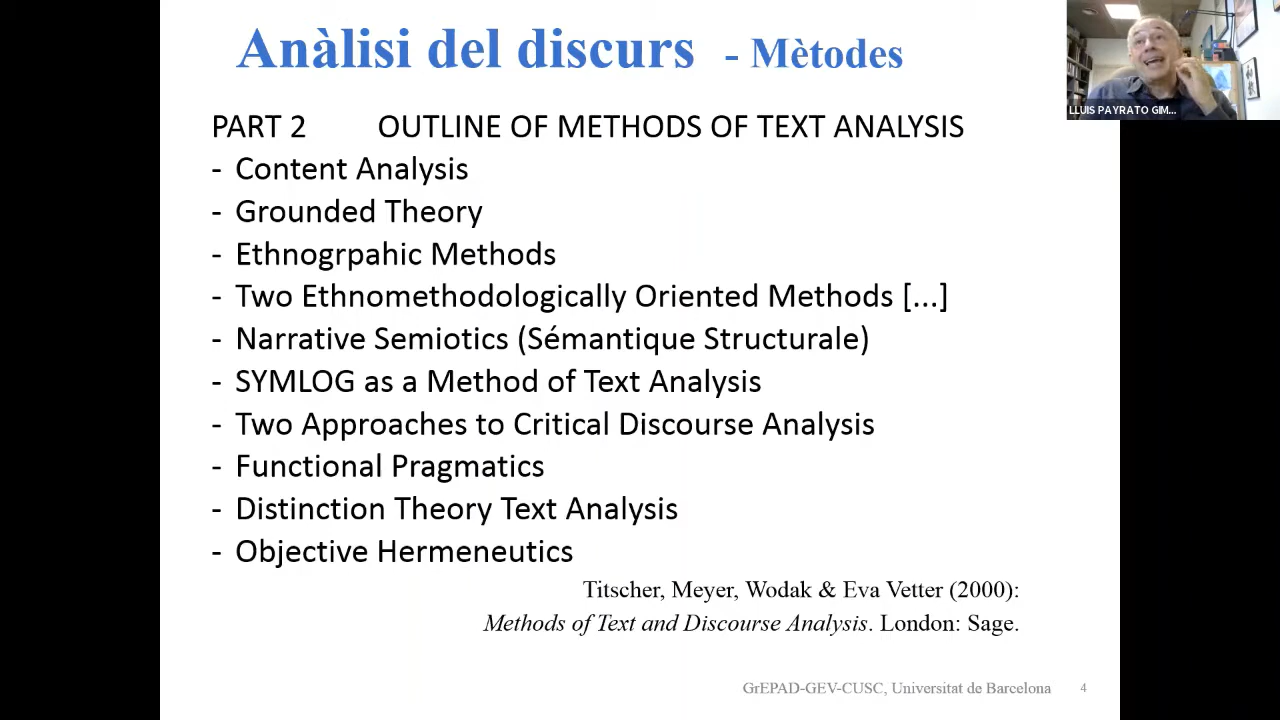 Anàlisi del discurs - Mètodes
LLUIS PAYRATO GIM...
PART 2 OUTLINE OF METHODS OF TEXT ANALYSIS
- Content Analysis
- Grounded Theory
- Ethnogrpahic Methods
- Two Ethnomethodologically Oriented Methods [...]
- Narrative Semiotics (Sémantique Structurale)
- SYMLOG as a Method of Text Analysis
- Two Approaches to Critical Discourse Analysis
- Functional Pragmatics
- Distinction Theory Text Analysis
- Objective Hermeneutics
Titscher, Meyer, Wodak & Eva Vetter (2000):
Methods of Text and Discourse Analysis. London: Sage.
GrEPAD-GEV-CUSC, Universitat de Barcelona 4